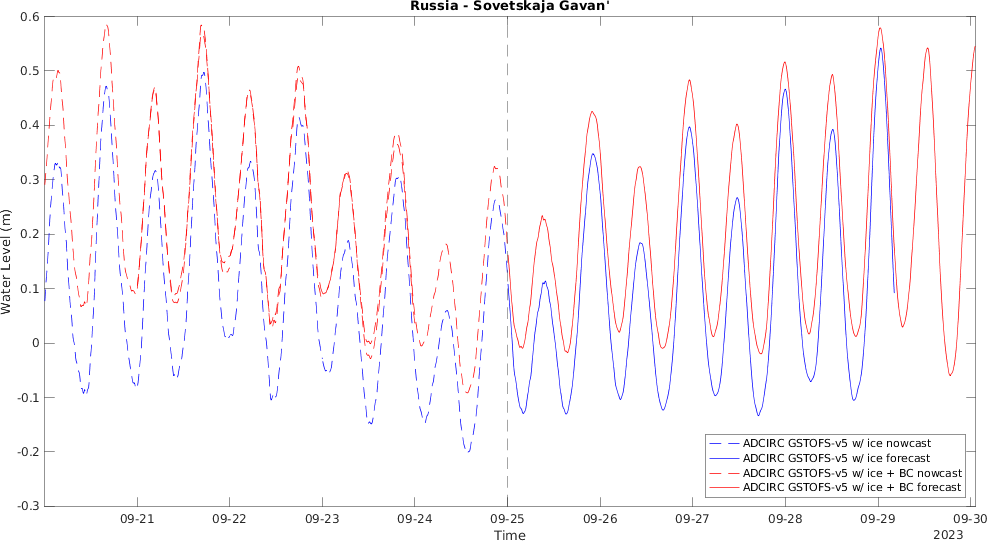 Russia - Sovetskaja Gavan'
0.6
0.5
0.4
0.3
0.2
0.1
0
-0.1
-0.2
-0.3
Water Level (m)
ADCIRC GSTOFS-v5 w/ ice nowcast
ADCIRC GSTOFS-v5 w/ ice forecast
ADCIRC GSTOFS-v5 w/ ice + BC nowcast
ADCIRC GSTOFS-v5 w/ ice + BC forecast
09-21 09-22 09-23 09-24 09-25 09-26 09-27 09-28 09-29 09-30
Time
2023